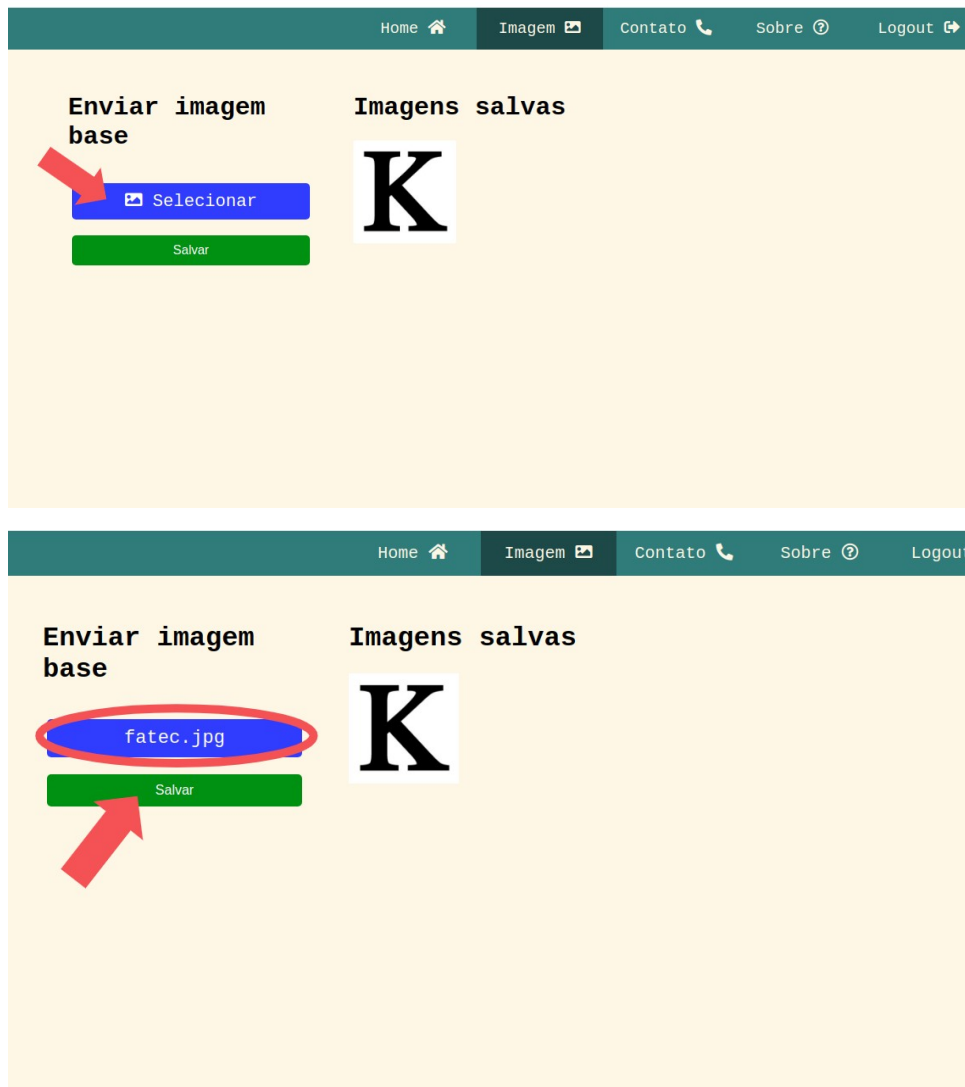 Home Imagem Contato Sobre Logout
Enviar imagem
base
Imagens salvas
K
Selecionar
Salvar
Home Imagem Contato Sobre Logout
Enviar imagem
base
Imagens salvas
K
fatec.jpg
Salvar